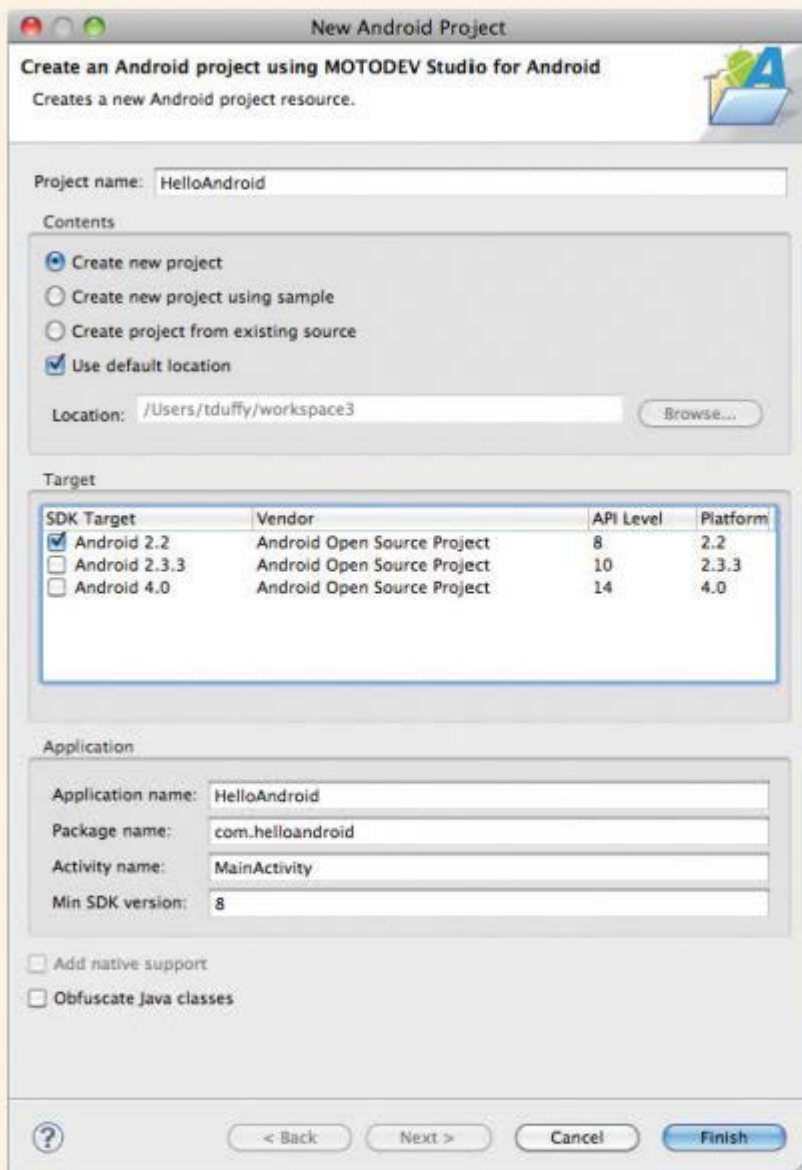 New Android Project
Create an Android project using MOTODEV Studio for Android
Creates a new Android project resource.
A
Project name: HelloAndroid
Contents
Create new project
Create new project using sample
Create project from existing source
Use default location
Location: /Users/tduffy/workspace3 Browse...
Target
SDK Target Vendor API Level Platform
Android 2.2 Android Open Source Project 8 2.2
Android 2.3.3 Android Open Source Project 10 2.3.3
Android 4.0 Android Open Source Project 14 4.0
Application
Application name: HelloAndroid
Package name: com.helloandroid
Activity name: MainActivity
Min SDK version: 8
Add native support
Obfuscate Java classes
? < Back Next > Cancel Finish